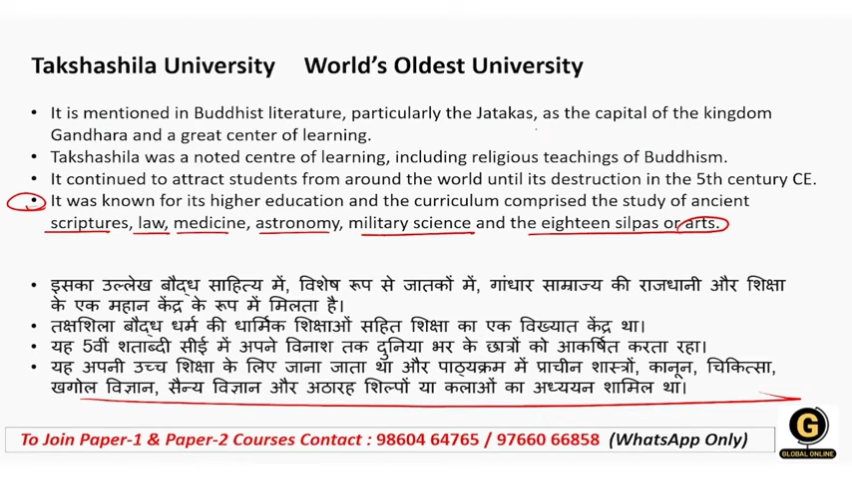 Takshashila University World's Oldest University
• It is mentioned in Buddhist literature, particularly the Jatakas, as the capital of the kingdom
Gandhara and a great center of learning.
• Takshashila was a noted centre of learning, including religious teachings of Buddhism.
• It continued to attract students from around the world until its destruction in the 5th century CE.
• It was known for its higher education and the curriculum comprised the study of ancient
scriptures, law, medicine, astronomy, military science and the eighteen silpas or arts.
• इसका उल्लेख बौद्ध साहित्य में, विशेष रूप से जातकों में, गांधार साम्राज्य की राजधानी और शिक्षा
के एक महान केंद्र के रूप में मिलता है।
• तक्षशिला बौद्ध धर्म की धार्मिक शिक्षाओं सहित शिक्षा का एक विख्यात केंद्र था।
• यह 5वीं शताब्दी सीई में अपने विनाश तक दुनिया भर के छात्रों को आकर्षित करता रहा।
• यह अपनी उच्च शिक्षा के लिए जाना जाता था और पाठ्यक्रम में प्राचीन शास्त्रों, कानून, चिकित्सा,
खगोल विज्ञान, सैन्य विज्ञान और अठारह शिल्पों या कलाओं का अध्ययन शामिल था।
To Join Paper-1 & Paper-2 Courses Contact : 98604 64765 / 97660 66858 (WhatsApp Only)
G
GLOBAL ONLINE